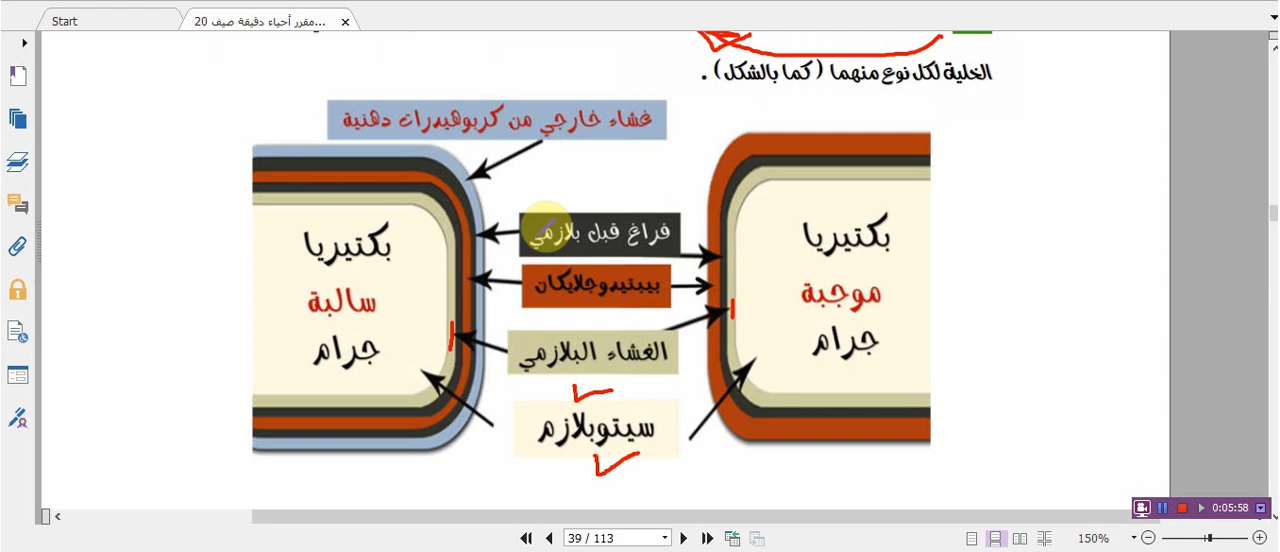 Start
مقرر أحياء دقيقة صيف 20...
الخلية لكل نوع منهما ( كما بالشكل ) .
غشاء خارجي من كربوهيدرات دهنية
فراغ قبل بلازمي
بيبتيدوجلايكان
الغشاء البلازمي
سيتوبلازم
بكتيريا
موجبة
جرام
بكتيريا
سالبة
جرام
39 / 113
150%
0:05:58